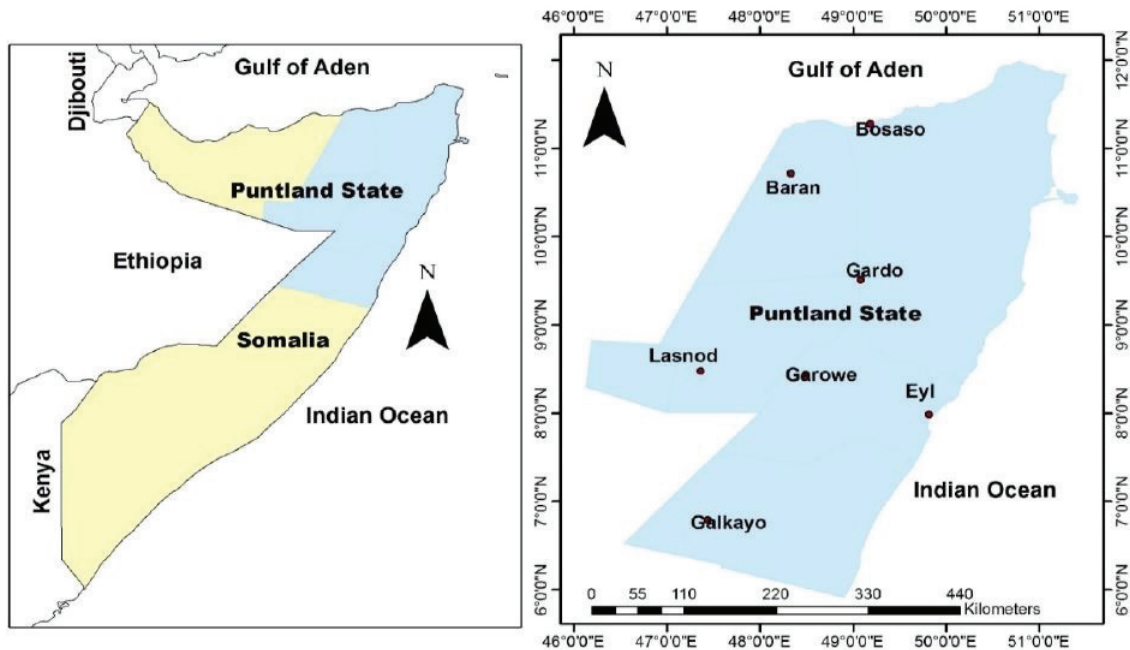 Djibouti
Gulf of Aden
Puntland State
Ethiopia
N
Somalia
Indian Ocean
Kenya
46°0'0"E 47°0'0"E 48°0'0"E 49°0'0"E 50°0'0"E 51°0'0"E
N
Gulf of Aden
Bosaso
Baran
Gardo
Puntland State
Lasnod
Garowe
Eyl
Indian Ocean
Galkayo
0 55 110 220 330 440
Kilometers
12°0'0"N
11°0'0"N
10°0'0"N
9°0'0"N
8°0'0"N
7°0'0"N
6°0'0"N
12°0'0"N
11°0'0"N
10°0'0"N
9°0'0"N
8°0'0"N
7°0'0"N
6°0'0"N
46°0'0"E 47°0'0"E 48°0'0"E 49°0'0"E 50°0'0"E 51°0'0"E